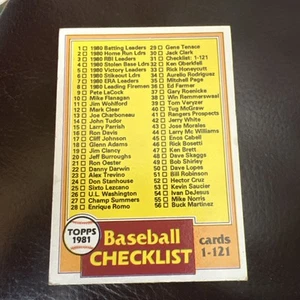 1 ☐ 1980 Batting Leaders
2 ☐ 1980 Home Run Ldrs
3 ☐ 1980 RBI Leaders
4 ☐ 1980 Stolen Base Ldrs
5 ☐ 1980 Victory Leaders
6 ☐ 1980 Strikeout Ldrs
7 ☐ 1980 ERA Leaders
8 ☐ 1980 Leading Firemen
9 ☐ Pete LaCock
10 ☐ Mike Flanagan
11 ☐ Jim Wohlford
12 ☐ Mark Clear
13 ☐ Joe Charboneau
14 ☐ John Tudor
15 ☐ Larry Parrish
16 ☐ Ron Davis
17 ☐ Cliff Johnson
18 ☐ Glenn Adams
19 ☐ Jim Clancy
20 ☐ Jeff Burroughs
21 ☐ Ron Oester
22 ☐ Danny Darwin
23 ☐ Alex Trevino
24 ☐ Don Stanhouse
25 ☐ Sixto Lezcano
26 ☐ U.L. Washington
27 ☐ Champ Summers
28 ☐ Enrique Romo
29 ☐ Gene Tenace
30 ☐ Jack Clark
31 ☐ Checklist: 1-121
32 ☐ Ken Oberkfell
33 ☐ Rick Honeycutt
34 ☐ Aurelio Rodriguez
35 ☐ Mitchell Page
36 ☐ Ed Farmer
37 ☐ Gary Roenicke
38 ☐ Win Remmerswaal
39 ☐ Tom Veryzer
40 ☐ Tug McGraw
41 ☐ Rangers Prospects
42 ☐ Jerry White
43 ☐ Jose Morales
44 ☐ Larry McWilliams
45 ☐ Enos Cabell
46 ☐ Rick Bosetti
47 ☐ Ken Brett
48 ☐ Dave Skaggs
49 ☐ Bob Shirley
50 ☐ Dave Lopes
51 ☐ Bill Robinson
52 ☐ Hector Cruz
53 ☐ Kevin Saucier
54 ☐ Ivan DeJesus
55 ☐ Mike Norris
56 ☐ Buck Martinez
TOPPS
1981
Baseball
CHECKLIST
cards
1-121